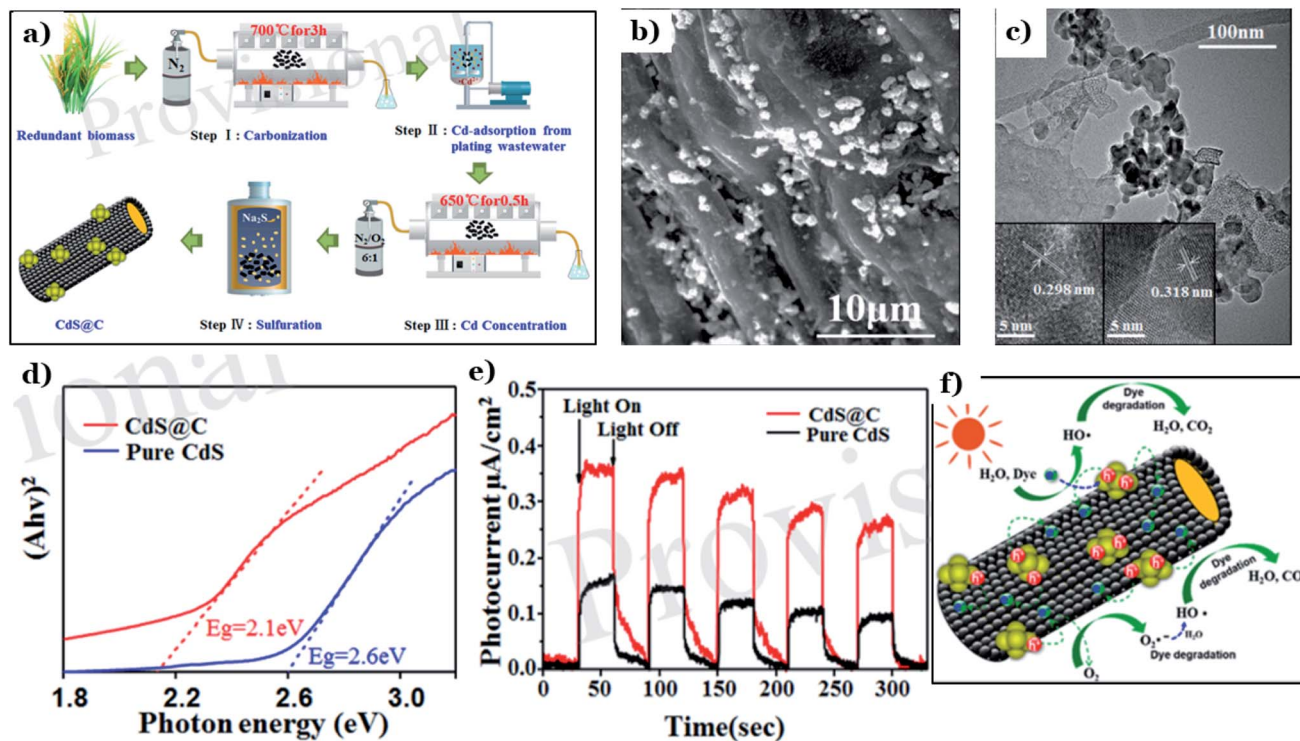 a)
700℃for3h
N₂
Cd
Redundant biomass
Step Ⅰ : Carbonization
Step Ⅱ : Cd-adsorption from
plating wastewater
650℃for0.5h
Na₂S
N₂/O₂
6:1
CdS@C
Step Ⅳ : Sulfuration
Step Ⅲ : Cd Concentration
Provisional
b)
10μm
c)
100nm
0.298 nm
5 nm
0.318 nm
5 nm
d)
ional
CdS@C
Pure CdS
Eg=2.1eV
Eg=2.6eV
(Ahv)²
1.8 2.2 2.6 3.0
Photon energy (eV)
e)
Light On
Light Off
CdS@C
Pure CdS
Provis
Photocurrent μA/cm²
0.5
0.4
0.3
0.2
0.1
0.0
0 50 100 150 200 250 300
Time(sec)
f)
Dye
degradation
HO•
H₂O, CO₂
H₂O, Dye
h⁺ h⁺
h⁺ h⁺ h⁺
h⁺ h⁺ h⁺
h⁺
Dye
degradation
H₂O, CO
HO •
O₂•−
H₂O
Dye degradation
O₂